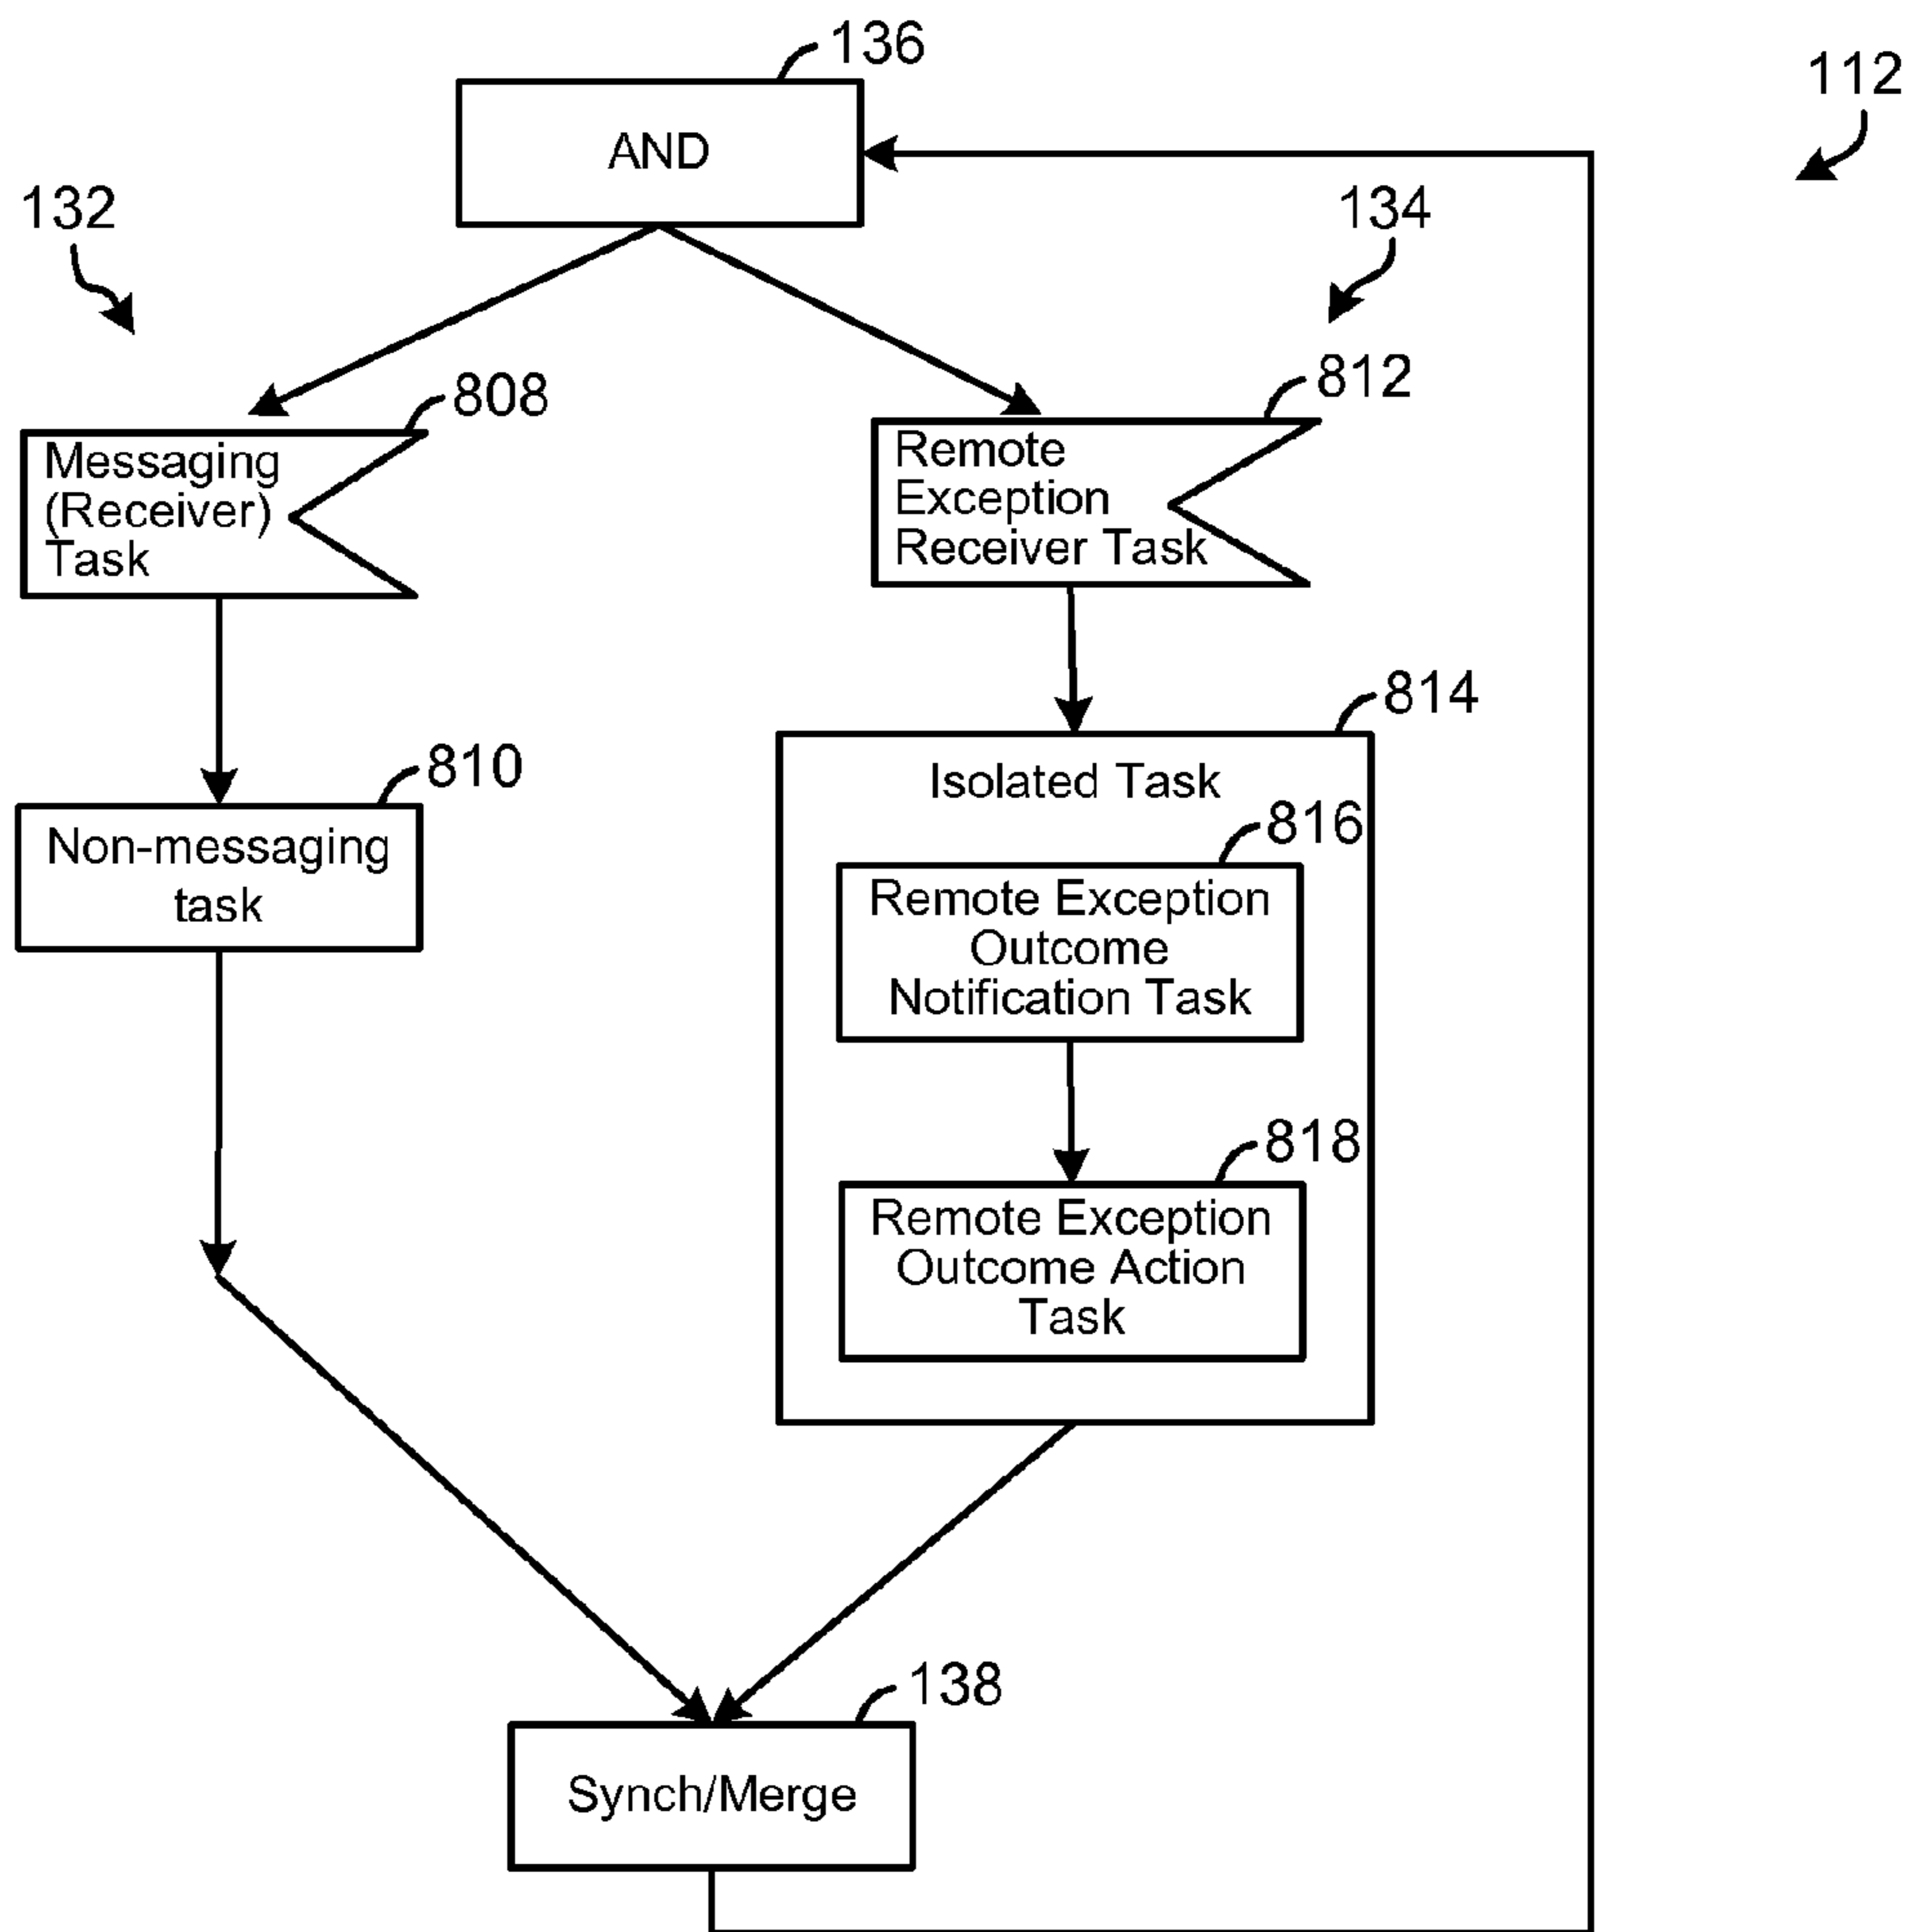 136
112
AND
132
134
812
808
Messaging
(Receiver)
Task
Remote
Exception
Receiver Task
814
810
Isolated Task
816
Non-messaging
task
Remote Exception
Outcome
Notification Task
818
Remote Exception
Outcome Action
Task
138
Synch/Merge